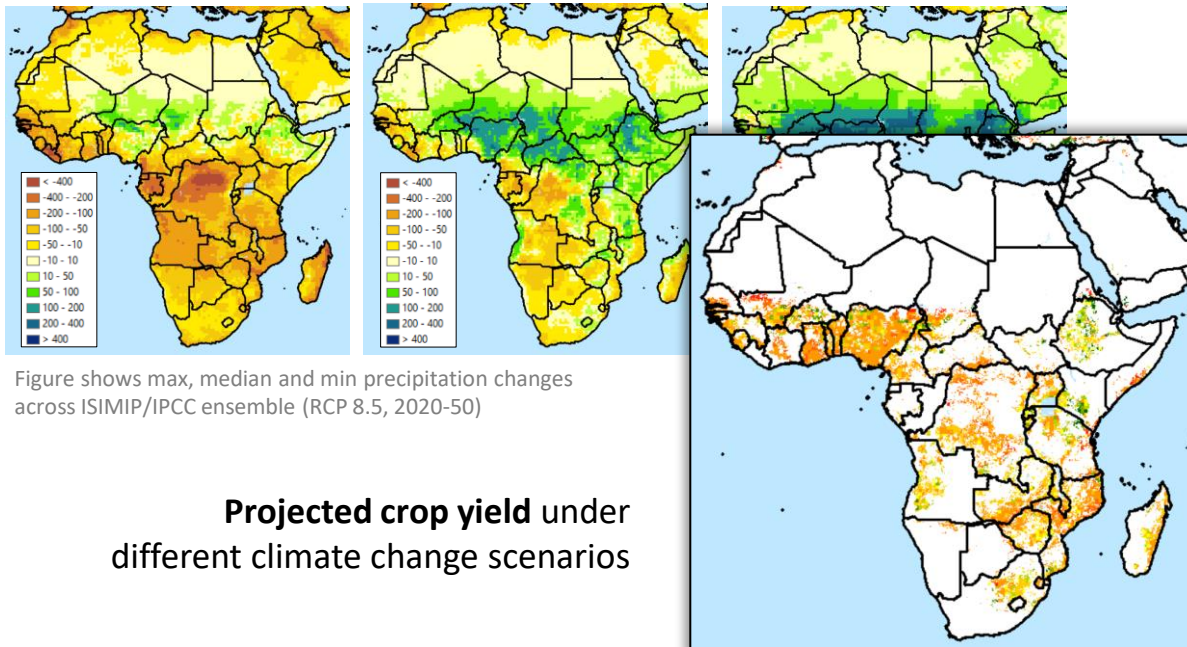 < -400
-400 - -200
-200 - -100
-100 - -50
-50 - -10
-10 - 10
10 - 50
50 - 100
100 - 200
200 - 400
> 400
< -400
-400 - -200
-200 - -100
-100 - -50
-50 - -10
-10 - 10
10 - 50
50 - 100
100 - 200
200 - 400
> 400
Figure shows max, median and min precipitation changes
across ISIMIP/IPCC ensemble (RCP 8.5, 2020-50)
Projected crop yield under
different climate change scenarios